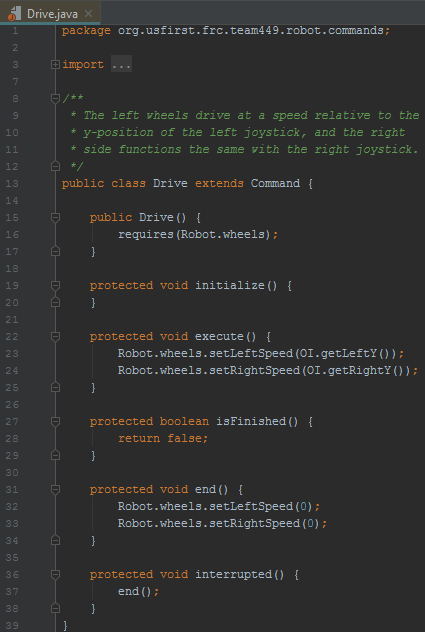 Drive.java ×
1 package org.usfirst.frc.team449.robot.commands;
2
3 import ...
7
8 /**
9 * The left wheels drive at a speed relative to the
10 * y-position of the left joystick, and the right
11 * side functions the same with the right joystick.
12 */
13 public class Drive extends Command {
14
15 public Drive() {
16 requires(Robot.wheels);
17 }
18
19 protected void initialize() {
20 }
21
22 protected void execute() {
23 Robot.wheels.setLeftSpeed(OI.getLeftY());
24 Robot.wheels.setRightSpeed(OI.getRightY());
25 }
26
27 protected boolean isFinished() {
28 return false;
29 }
30
31 protected void end() {
32 Robot.wheels.setLeftSpeed(0);
33 Robot.wheels.setRightSpeed(0);
34 }
35
36 protected void interrupted() {
37 end();
38 }
39 }